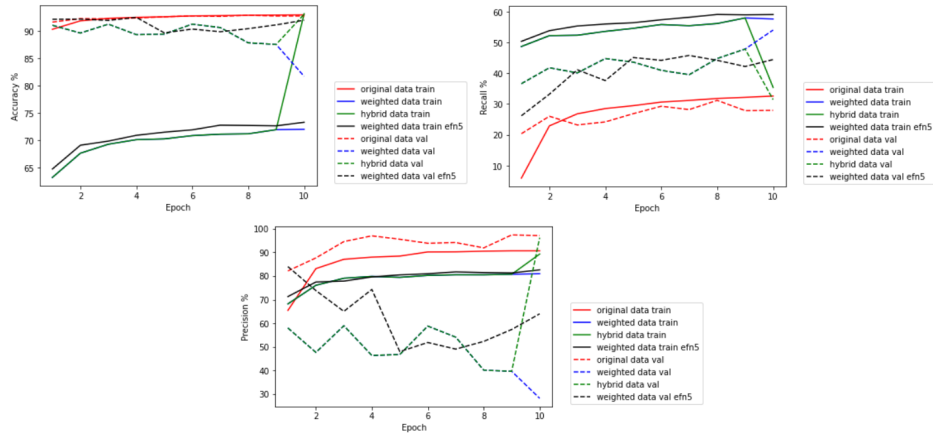 Accuracy %
90
85
80
75
70
65
2
4
6
8
10
Epoch
original data train
weighted data train
hybrid data train
weighted data train efn5
original data val
weighted data val
hybrid data val
weighted data val efn5
Recall %
60
50
40
30
20
10
2
4
6
8
10
Epoch
original data train
weighted data train
hybrid data train
weighted data train efn5
original data val
weighted data val
hybrid data val
weighted data val efn5
Precision %
100
90
80
70
60
50
40
30
2
4
6
8
10
Epoch
original data train
weighted data train
hybrid data train
weighted data train efn5
original data val
weighted data val
hybrid data val
weighted data val efn5